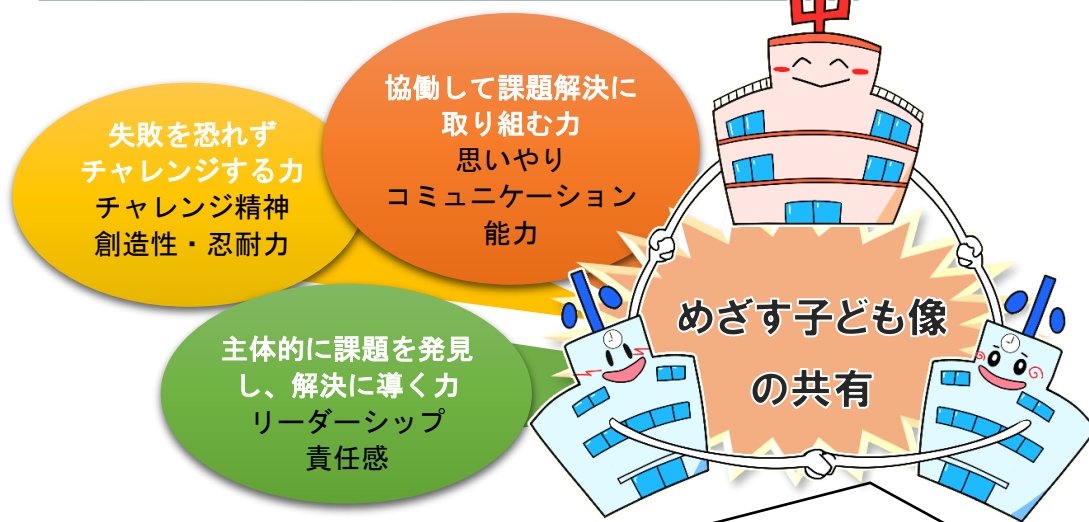 中
失敗を恐れず
チャレンジする力
チャレンジ精神
創造性・忍耐力
協働して課題解決に
取り組む力
思いやり
コミュニケーション
能力
主体的に課題を発見
し、解決に導く力
リーダーシップ
責任感
めざす子ども像
の共有
小
小